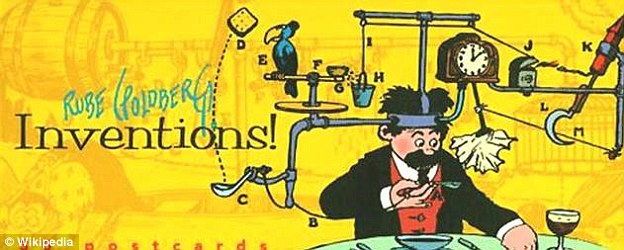 D
E
F
G
H
I
J
K
L
M
RUBE GOLDBERG
Inventions!
C
B
A
postcards
© Wikipedia